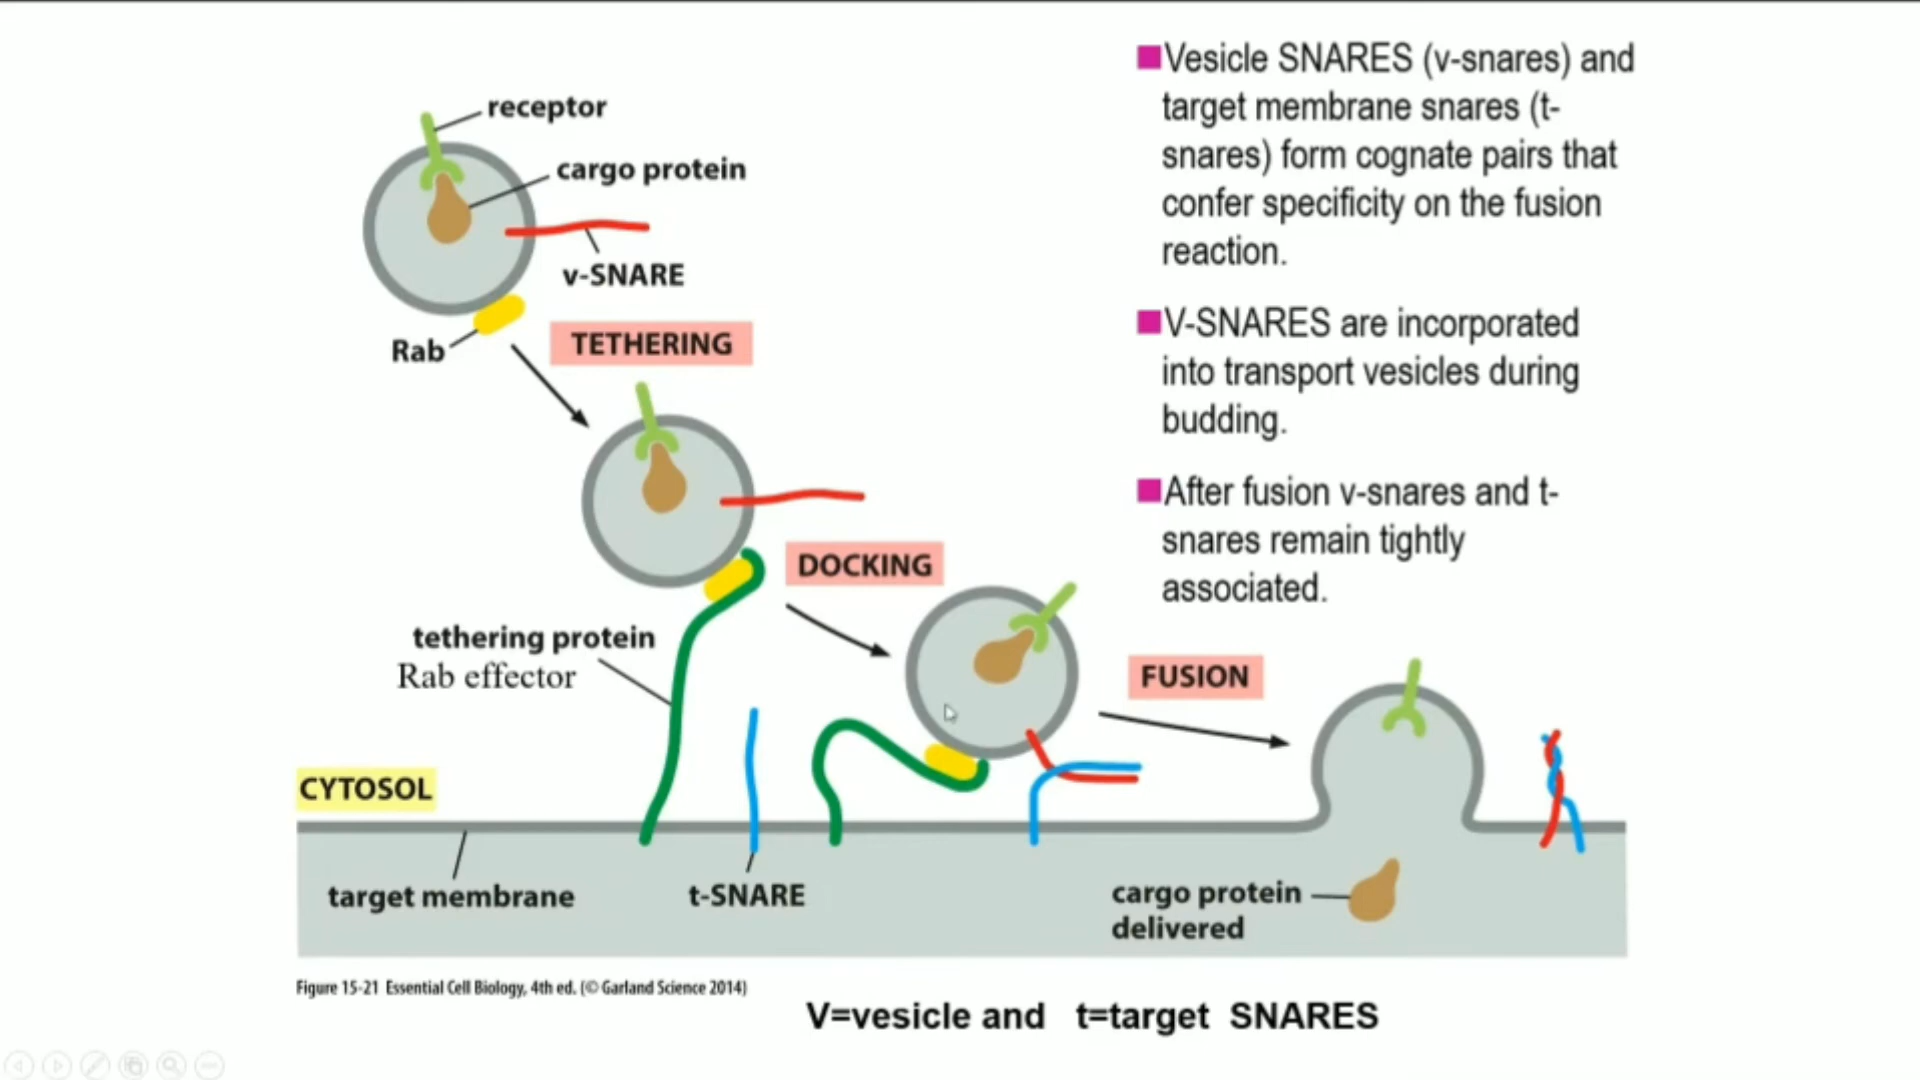 receptor
cargo protein
v-SNARE
Rab
TETHERING
DOCKING
tethering protein
Rab effector
FUSION
CYTOSOL
target membrane
t-SNARE
cargo protein
delivered
Figure 15-21 Essential Cell Biology, 4th ed. (© Garland Science 2014)
V=vesicle and t=target SNARES
Vesicle SNARES (v-snares) and
target membrane snares (t-
snares) form cognate pairs that
confer specificity on the fusion
reaction.
V-SNARES are incorporated
into transport vesicles during
budding.
After fusion v-snares and t-
snares remain tightly
associated.